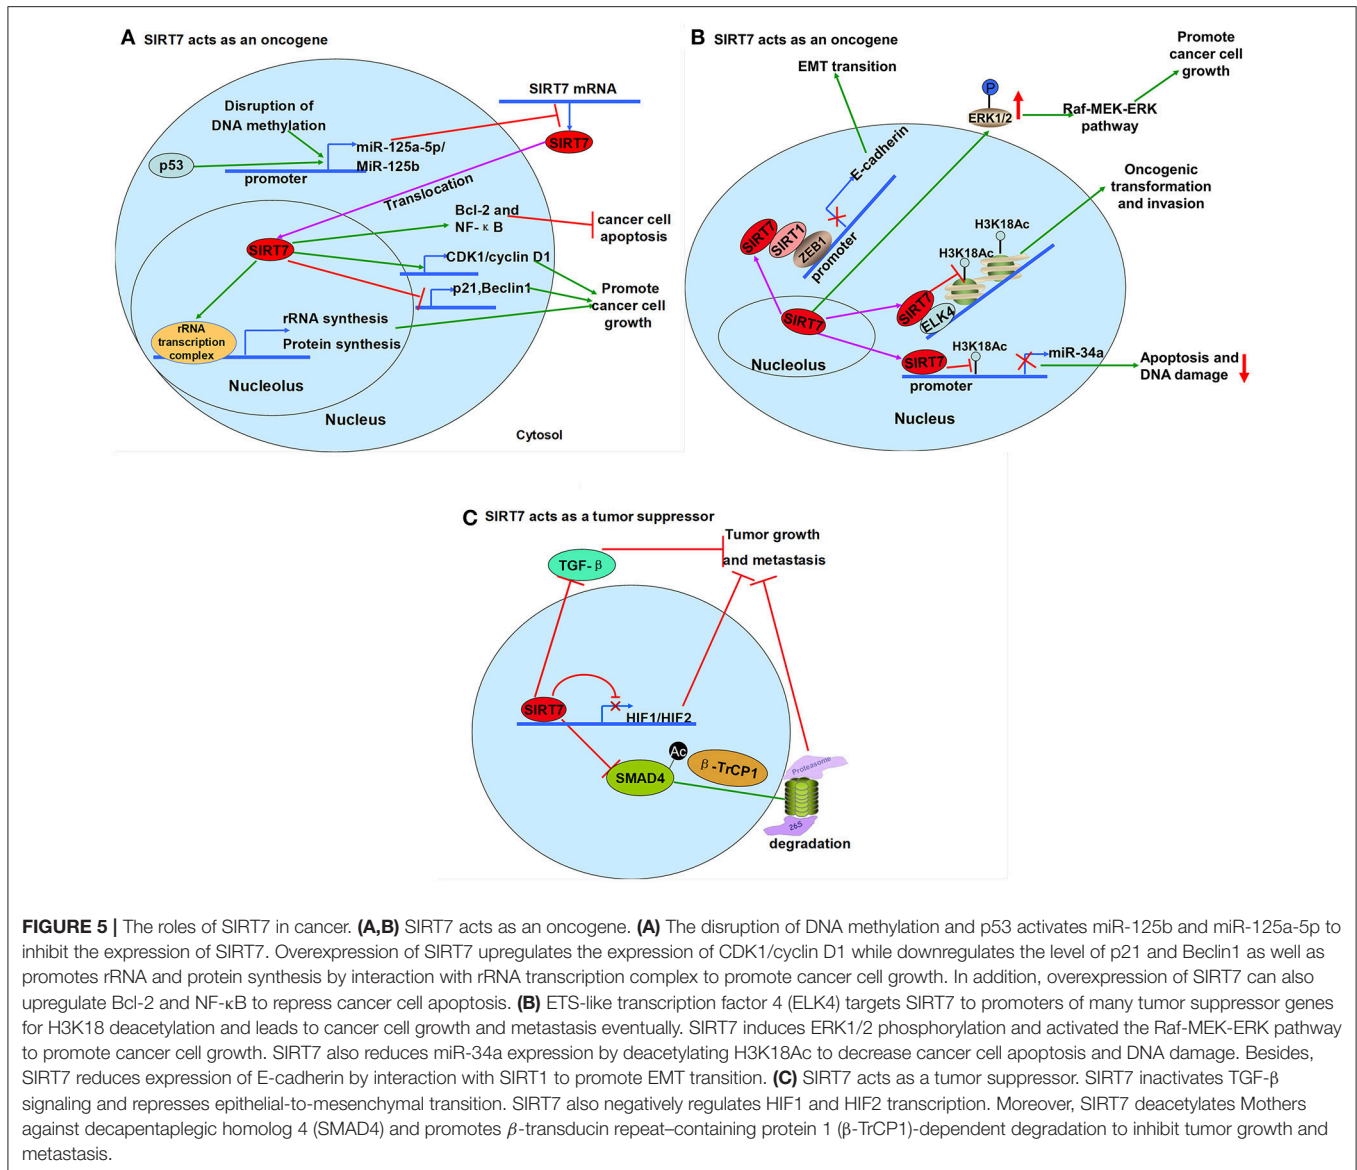 A SIRT7 acts as an oncogene
Disruption of
DNA methylation
SIRT7 mRNA
miR-125a-5p/
MiR-125b
SIRT7
p53
promoter
Translocation
Bcl-2 and
NF-κB
cancer cell
apoptosis
SIRT7
CDK1/cyclin D1
p21,Beclin1
Promote
cancer cell
growth
rRNA
transcription
complex
rRNA synthesis
Protein synthesis
Nucleolus
Nucleus
Cytosol
B SIRT7 acts as an oncogene
EMT transition
Promote
cancer cell
growth
P
ERK1/2
Raf-MEK-ERK
pathway
E-cadherin
Oncogenic
transformation
and invasion
SIRT7
SIRT1
ZEB1
promoter
H3K18Ac
H3K18Ac
SIRT7
ELK4
SIRT7
Nucleolus
SIRT7
H3K18Ac
miR-34a
promoter
Apoptosis and
DNA damage
Nucleus
C SIRT7 acts as a tumor suppressor
Tumor growth
and metastasis
TGF-β
SIRT7
HIF1/HIF2
Ac
SMAD4
β-TrCP1
Proteasome
26S
degradation
FIGURE 5 | The roles of SIRT7 in cancer. (A,B) SIRT7 acts as an oncogene. (A) The disruption of DNA methylation and p53 activates miR-125b and miR-125a-5p to
inhibit the expression of SIRT7. Overexpression of SIRT7 upregulates the expression of CDK1/cyclin D1 while downregulates the level of p21 and Beclin1 as well as
promotes rRNA and protein synthesis by interaction with rRNA transcription complex to promote cancer cell growth. In addition, overexpression of SIRT7 can also
upregulate Bcl-2 and NF-κB to repress cancer cell apoptosis. (B) ETS-like transcription factor 4 (ELK4) targets SIRT7 to promoters of many tumor suppressor genes
for H3K18 deacetylation and leads to cancer cell growth and metastasis eventually. SIRT7 induces ERK1/2 phosphorylation and activated the Raf-MEK-ERK pathway
to promote cancer cell growth. SIRT7 also reduces miR-34a expression by deacetylating H3K18Ac to decrease cancer cell apoptosis and DNA damage. Besides,
SIRT7 reduces expression of E-cadherin by interaction with SIRT1 to promote EMT transition. (C) SIRT7 acts as a tumor suppressor. SIRT7 inactivates TGF-β
signaling and represses epithelial-to-mesenchymal transition. SIRT7 also negatively regulates HIF1 and HIF2 transcription. Moreover, SIRT7 deacetylates Mothers
against decapentaplegic homolog 4 (SMAD4) and promotes β-transducin repeat–containing protein 1 (β-TrCP1)-dependent degradation to inhibit tumor growth and
metastasis.